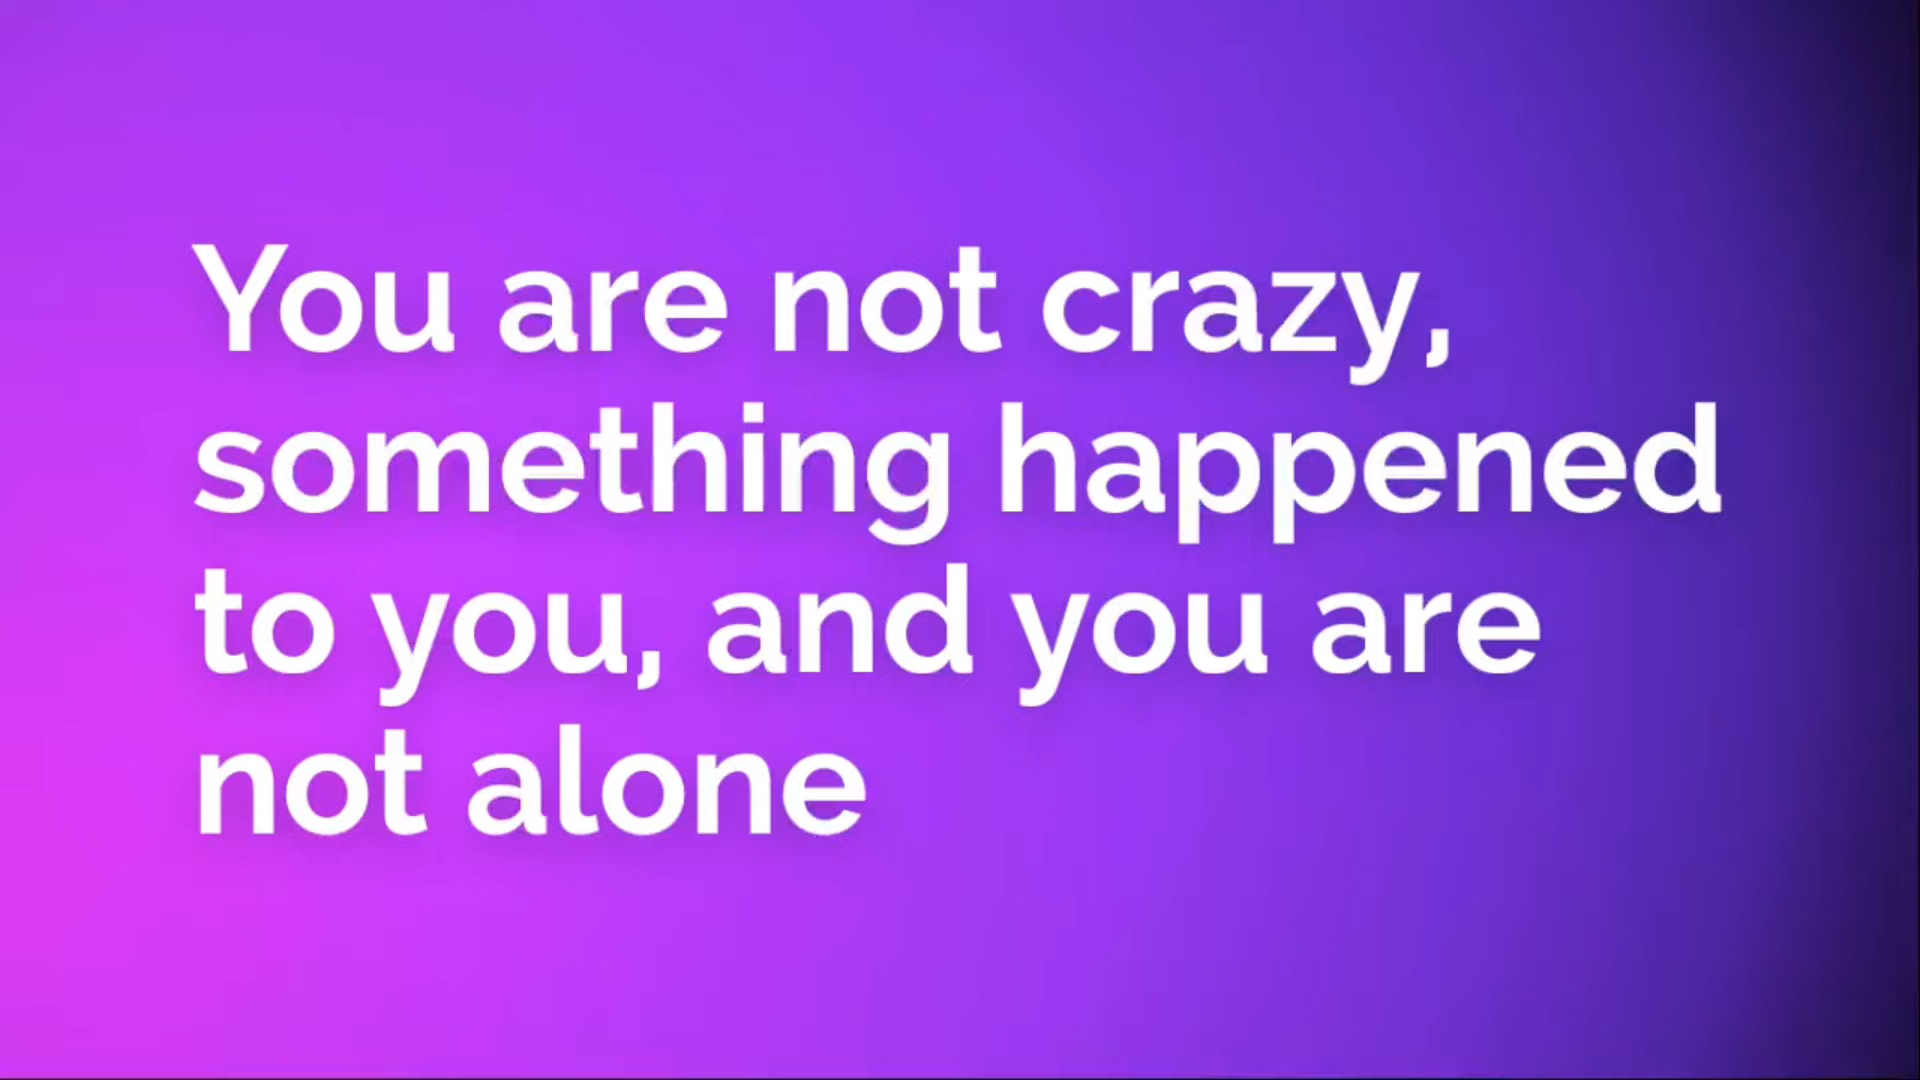 You are not crazy,
something happened
to you, and you are
not alone